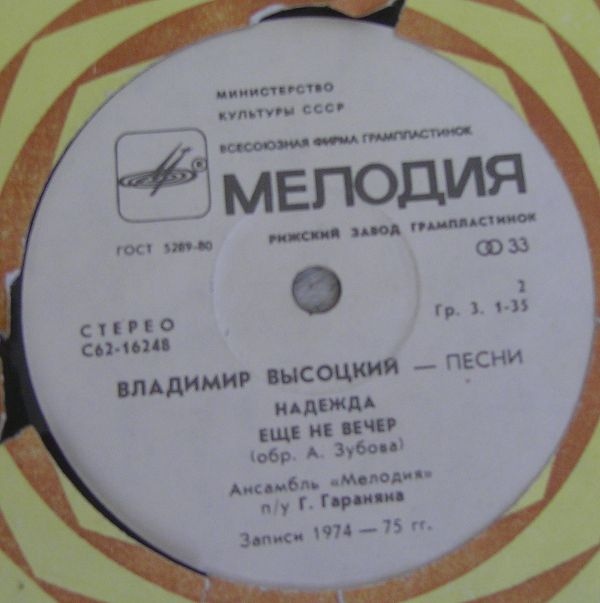 МИНИСТЕРСТВО
КУЛЬТУРЫ СССР
ВСЕСОЮЗНАЯ ФИРМА ГРАМПЛАСТИНОК
МЕЛОДИЯ
РИЖСКИЙ ЗАВОД ГРАМПЛАСТИНОК
ГОСТ 5289-80
33
2
Гр. 3. 1-35
СТЕРЕО
С62-16248
ВЛАДИМИР ВЫСОЦКИЙ — ПЕСНИ
НАДЕЖДА
ЕЩЕ НЕ ВЕЧЕР
(обр. А. Зубова)
Ансамбль «Мелодия»
п/у Г. Гараняна
Записи 1974 — 75 гг.